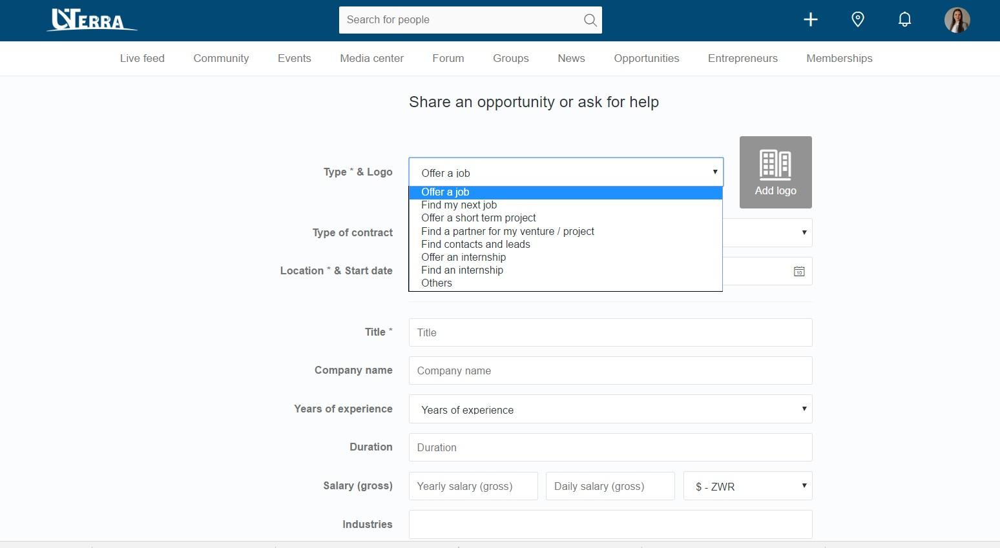 USTERRA
Search for people
Live feed Community Events Media center Forum Groups News Opportunities Entrepreneurs Memberships
Share an opportunity or ask for help
Type * & Logo
Offer a job
Add logo
Offer a job
Find my next job
Offer a short term project
Find a partner for my venture / project
Find contacts and leads
Offer an internship
Find an internship
Others
Type of contract
Location * & Start date
10
Title *
Title
Company name
Company name
Years of experience
Years of experience
Duration
Duration
Salary (gross)
Yearly salary (gross)
Daily salary (gross)
$ - ZWR
Industries